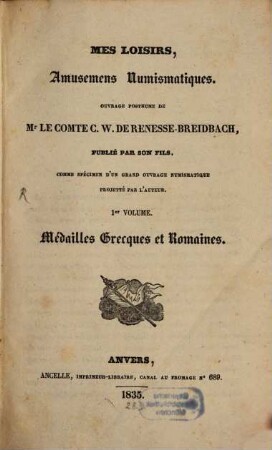 MES LOISIRS,
Amusemens Numismatiques.
OUVRAGE POSTHUME DE
Mr LE COMTE C. W. DE RENESSE-BREIDBACH,
PUBLIÉ PAR SON FILS,
COMME SPÉCIMEN D'UN GRAND OUVRAGE NUMISMATIQUE
PROJETTÉ PAR L'AUTEUR.
1er VOLUME.
Médailles Grecques et Romaines.
ANVERS,
ANCELLE, IMPRIMEUR-LIBRAIRE, CANAL AU FROMAGE No 689.
1835.